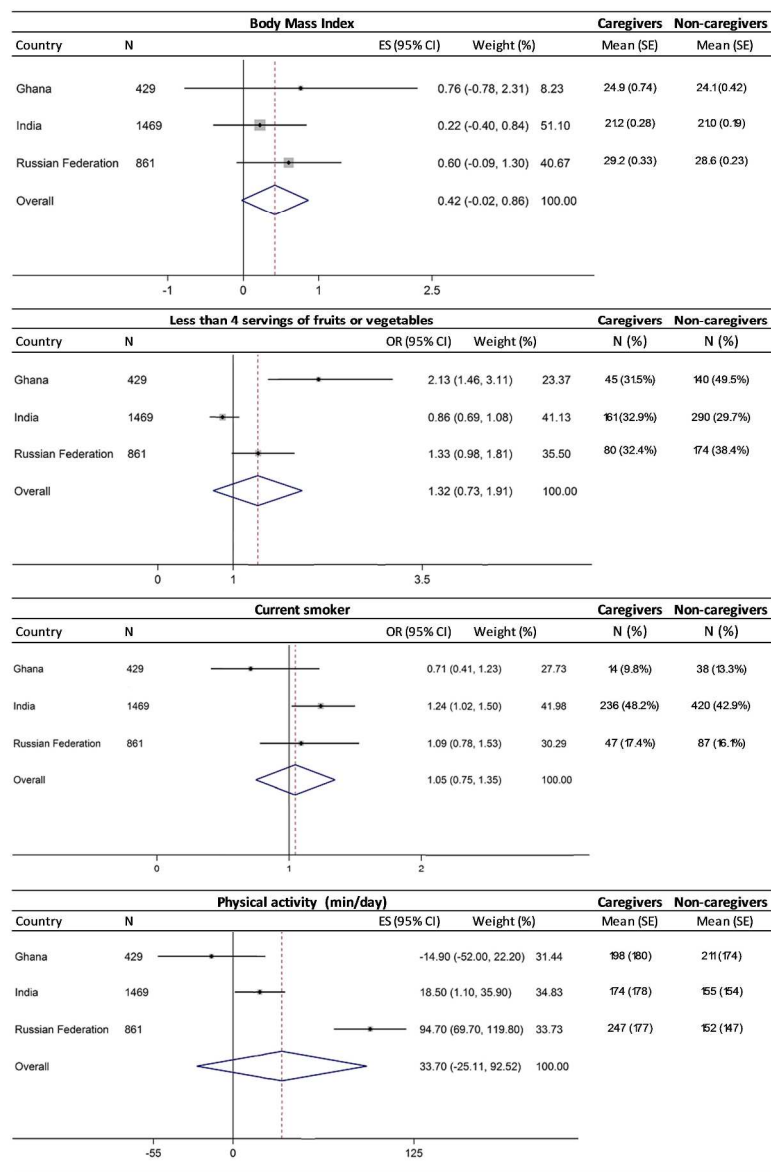 Body Mass Index Caregivers Non-caregivers
Country N ES (95% CI) Weight (%) Mean (SE) Mean (SE)
Ghana 429 0.76 (-0.78, 2.31) 8.23 24.9 (0.74) 24.1(0.42)
India 1469 0.22 (-0.40, 0.84) 51.10 21.2 (0.28) 21.0 (0.19)
Russian Federation 861 0.60 (-0.09, 1.30) 40.67 29.2 (0.33) 28.6 (0.23)
Overall 0.42 (-0.02, 0.86) 100.00
-1 0 1 2.5
Less than 4 servings of fruits or vegetables Caregivers Non-caregivers
Country N OR (95% CI) Weight (%) N (%) N (%)
Ghana 429 2.13 (1.46, 3.11) 23.37 45 (31.5%) 140 (49.5%)
India 1469 0.86 (0.69, 1.08) 41.13 161(32.9%) 290 (29.7%)
Russian Federation 861 1.33 (0.98, 1.81) 35.50 80 (32.4%) 174 (38.4%)
Overall 1.32 (0.73, 1.91) 100.00
0 1 3.5
Current smoker Caregivers Non-caregivers
Country N OR (95% CI) Weight (%) N (%) N (%)
Ghana 429 0.71 (0.41, 1.23) 27.73 14 (9.8%) 38 (13.3%)
India 1469 1.24 (1.02, 1.50) 41.98 236 (48.2%) 420 (42.9%)
Russian Federation 861 1.09 (0.78, 1.53) 30.29 47 (17.4%) 87 (16.1%)
Overall 1.05 (0.75, 1.35) 100.00
0 1 2
Physical activity (min/day) Caregivers Non-caregivers
Country N ES (95% CI) Weight (%) Mean (SE) Mean (SE)
Ghana 429 -14.90 (-52.00, 22.20) 31.44 198 (180) 211 (174)
India 1469 18.50 (1.10, 35.90) 34.83 174 (178) 155 (154)
Russian Federation 861 94.70 (69.70, 119.80) 33.73 247 (177) 152 (147)
Overall 33.70 (-25.11, 92.52) 100.00
-55 0 125